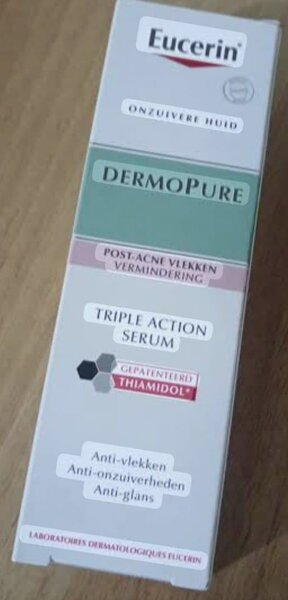 Eucerin®
ONZUIVERE HUID
DERMOPURE
POST-ACNE VLEKKEN
VERMINDERING
TRIPLE ACTION
SERUM
GEPATENTEERD
THIAMIDOL*
Anti-vlekken
Anti-onzuiverheden
Anti-glans
LABORATOIRES DERMATOLOGIQUES EUCERIN